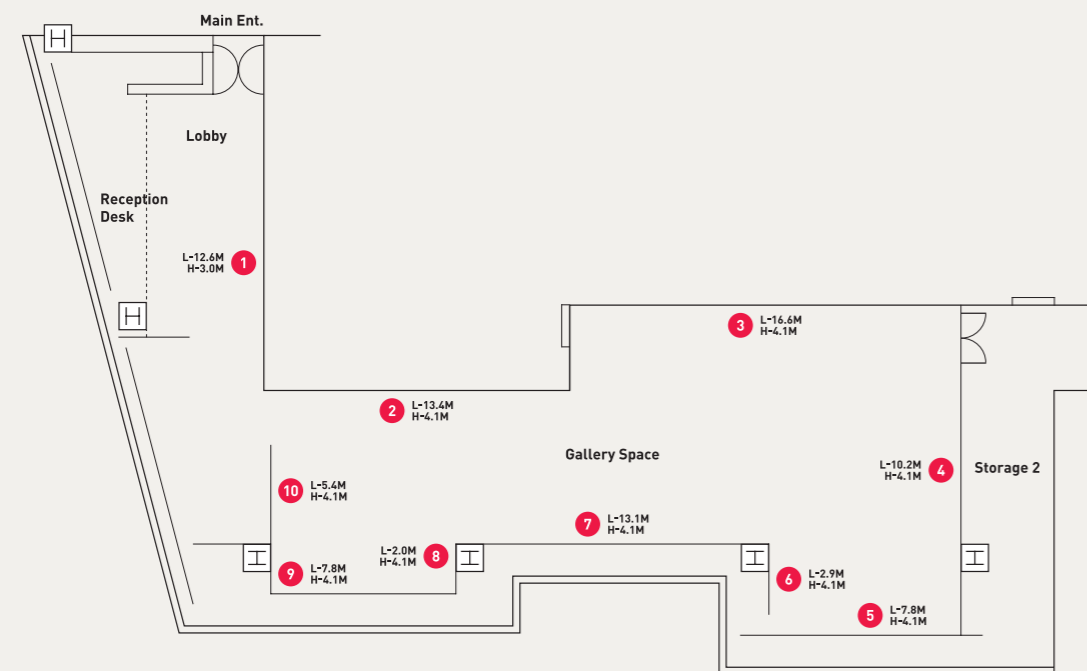 Main Ent.
Lobby
Reception
Desk
L-12.6M
H-3.0M
1
3
L-16.6M
H-4.1M
2
L-13.4M
H-4.1M
Gallery Space
L-10.2M
H-4.1M
4
Storage 2
10
L-5.4M
H-4.1M
7
L-13.1M
H-4.1M
L-2.0M
H-4.1M
8
9
L-7.8M
H-4.1M
6
L-2.9M
H-4.1M
5
L-7.8M
H-4.1M